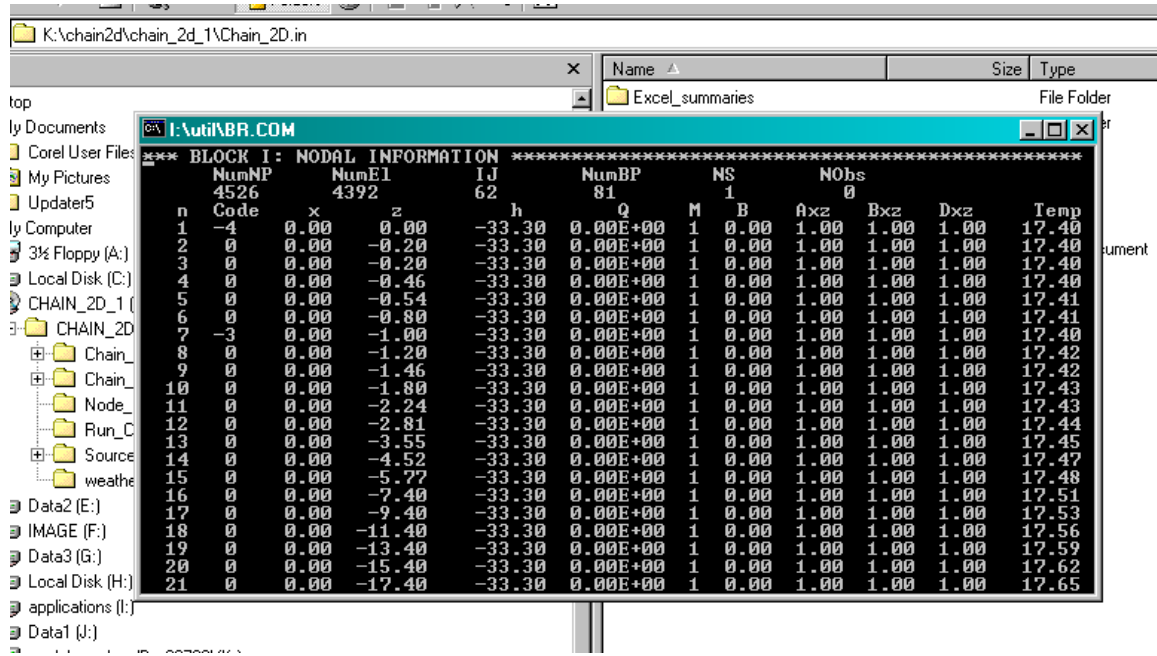 K:\chain2d\chain_2d_1\Chain_2D.in
Name Size Type
top
Excel_summaries File Folder
ly Documents
Corel User Files
My Pictures
Updater5
ly Computer
3½ Floppy (A:)
Local Disk (C:)
CHAIN_2D_1 (
CHAIN_2D
Chain_
Chain_
Node_
Run_C
Source
weathe
Data2 (E:)
IMAGE (F:)
Data3 (G:)
Local Disk (H:)
applications (I:)
Data1 (J:)
ument
I:\util\BR.COM
*** BLOCK I: NODAL INFORMATION ************************************************
NumNP NumEl IJ NumBP NS NObs
4526 4392 62 81 1 0
n Code x z h Q M B Axz Bxz Dxz Temp
1 -4 0.00 0.00 -33.30 0.00E+00 1 0.00 1.00 1.00 1.00 17.40
2 0 0.00 -0.20 -33.30 0.00E+00 1 0.00 1.00 1.00 1.00 17.40
3 0 0.00 -0.20 -33.30 0.00E+00 1 0.00 1.00 1.00 1.00 17.40
4 0 0.00 -0.46 -33.30 0.00E+00 1 0.00 1.00 1.00 1.00 17.40
5 0 0.00 -0.54 -33.30 0.00E+00 1 0.00 1.00 1.00 1.00 17.41
6 0 0.00 -0.80 -33.30 0.00E+00 1 0.00 1.00 1.00 1.00 17.41
7 -3 0.00 -1.00 -33.30 0.00E+00 1 0.00 1.00 1.00 1.00 17.40
8 0 0.00 -1.20 -33.30 0.00E+00 1 0.00 1.00 1.00 1.00 17.42
9 0 0.00 -1.46 -33.30 0.00E+00 1 0.00 1.00 1.00 1.00 17.42
10 0 0.00 -1.80 -33.30 0.00E+00 1 0.00 1.00 1.00 1.00 17.43
11 0 0.00 -2.24 -33.30 0.00E+00 1 0.00 1.00 1.00 1.00 17.43
12 0 0.00 -2.81 -33.30 0.00E+00 1 0.00 1.00 1.00 1.00 17.44
13 0 0.00 -3.55 -33.30 0.00E+00 1 0.00 1.00 1.00 1.00 17.45
14 0 0.00 -4.52 -33.30 0.00E+00 1 0.00 1.00 1.00 1.00 17.47
15 0 0.00 -5.77 -33.30 0.00E+00 1 0.00 1.00 1.00 1.00 17.48
16 0 0.00 -7.40 -33.30 0.00E+00 1 0.00 1.00 1.00 1.00 17.51
17 0 0.00 -9.40 -33.30 0.00E+00 1 0.00 1.00 1.00 1.00 17.53
18 0 0.00 -11.40 -33.30 0.00E+00 1 0.00 1.00 1.00 1.00 17.56
19 0 0.00 -13.40 -33.30 0.00E+00 1 0.00 1.00 1.00 1.00 17.59
20 0 0.00 -15.40 -33.30 0.00E+00 1 0.00 1.00 1.00 1.00 17.62
21 0 0.00 -17.40 -33.30 0.00E+00 1 0.00 1.00 1.00 1.00 17.65